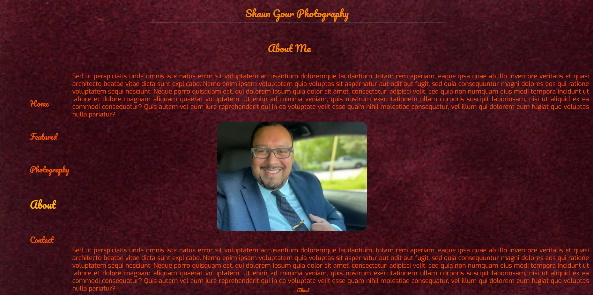 Shaun Gour Photography
About Me
Sed ut perspiciatis unde omnis iste natus error sit voluptatem accusantium doloremque laudantium, totam rem aperiam, eaque ipsa quae ab illo inventore veritatis et quasi
architecto beatae vitae dicta sunt explicabo. Nemo enim ipsam voluptatem quia voluptas sit aspernatur aut odit aut fugit, sed quia consequuntur magni dolores eos qui ratione
voluptatem sequi nesciunt. Neque porro quisquam est, qui dolorem ipsum quia dolor sit amet, consectetur, adipisci velit, sed quia non numquam eius modi tempora incidunt ut
labore et dolore magnam aliquam quaerat voluptatem. Ut enim ad minima veniam, quis nostrum exercitationem ullam corporis suscipit laboriosam, nisi ut aliquid ex ea
commodi consequatur? Quis autem vel eum iure reprehenderit qui in ea voluptate velit esse quam nihil molestiae consequatur, vel illum qui dolorem eum fugiat quo voluptas
nulla pariatur?
Home
Featured
Photography
About
Contact
Sed ut perspiciatis unde omnis iste natus error sit voluptatem accusantium doloremque laudantium, totam rem aperiam, eaque ipsa quae ab illo inventore veritatis et quasi
architecto beatae vitae dicta sunt explicabo. Nemo enim ipsam voluptatem quia voluptas sit aspernatur aut odit aut fugit, sed quia consequuntur magni dolores eos qui ratione
voluptatem sequi nesciunt. Neque porro quisquam est, qui dolorem ipsum quia dolor sit amet, consectetur, adipisci velit, sed quia non numquam eius modi tempora incidunt ut
labore et dolore magnam aliquam quaerat voluptatem. Ut enim ad minima veniam, quis nostrum exercitationem ullam corporis suscipit laboriosam, nisi ut aliquid ex ea
commodi consequatur? Quis autem vel eum iure reprehenderit qui in ea voluptate velit esse quam nihil molestiae consequatur, vel illum qui dolorem eum fugiat quo voluptas
nulla pariatur?